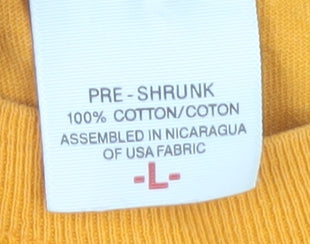 PRE-SHRUNK
100% COTTON/COTON
ASSEMBLED IN NICARAGUA
OF USA FABRIC
-L-